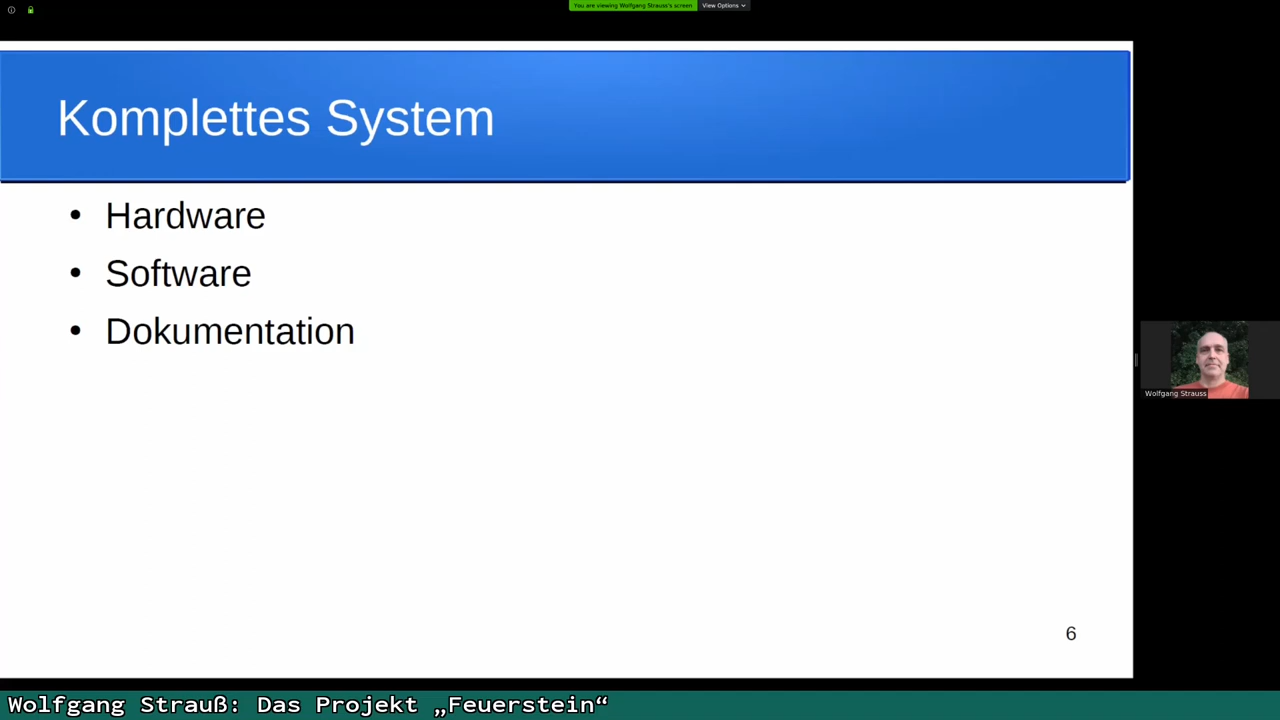 You are viewing Wolfgang Strauss's screen
View Options
Komplettes System
• Hardware
• Software
• Dokumentation
Wolfgang Strauss
6
Wolfgang Strauß: Das Projekt „Feuerstein“